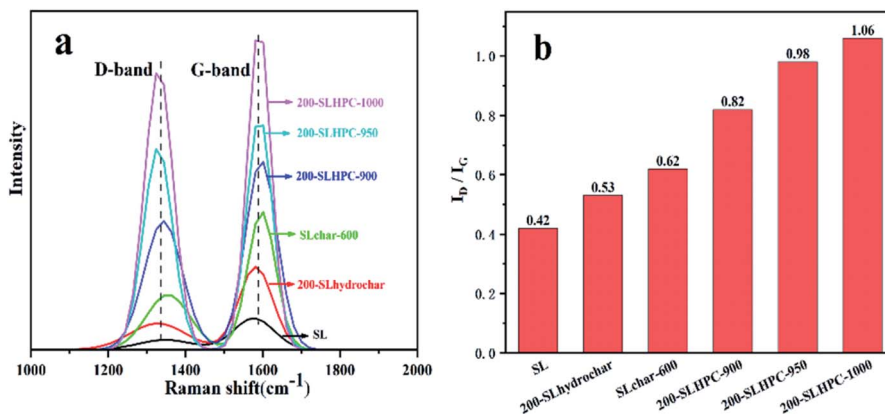 a
D-band
G-band
200-SLHPC-1000
200-SLHPC-950
200-SLHPC-900
SLchar-600
200-SLhydrochar
SL
Intensity
1000 1200 1400 1600 1800 2000
Raman shift(cm⁻¹)
b
1.06
0.98
0.82
0.62
0.53
0.42
I_D / I_G
1.0
0.8
0.6
0.4
0.2
0.0
SL
200-SLhydrochar
SLchar-600
200-SLHPC-900
200-SLHPC-950
200-SLHPC-1000